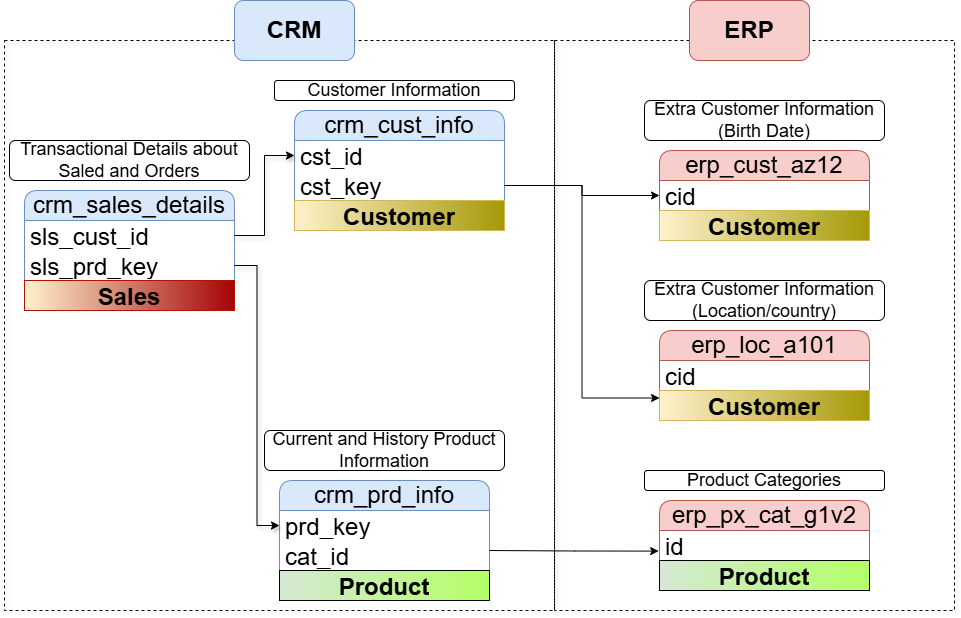 CRM
ERP
Customer Information
crm_cust_info
cst_id
cst_key
Customer
Transactional Details about
Saled and Orders
crm_sales_details
sls_cust_id
sls_prd_key
Sales
Current and History Product
Information
crm_prd_info
prd_key
cat_id
Product
Extra Customer Information
(Birth Date)
erp_cust_az12
cid
Customer
Extra Customer Information
(Location/country)
erp_loc_a101
cid
Customer
Product Categories
erp_px_cat_g1v2
id
Product